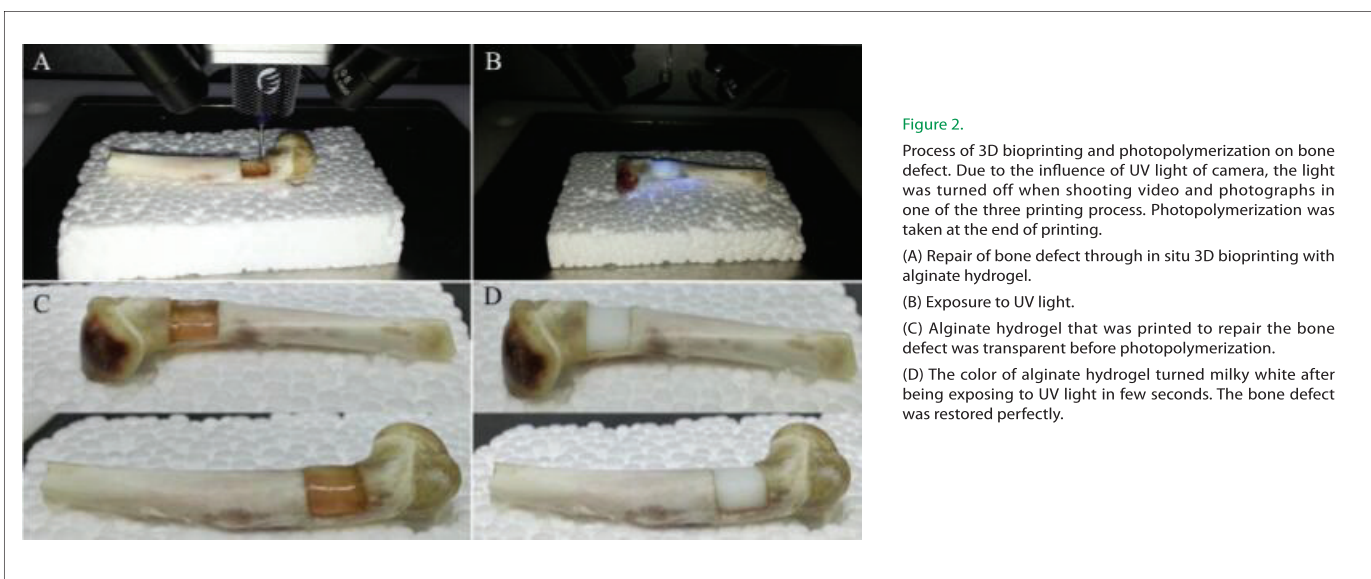 A
B
C
D
Figure 2.
Process of 3D bioprinting and photopolymerization on bone
defect. Due to the influence of UV light of camera, the light
was turned off when shooting video and photographs in
one of the three printing process. Photopolymerization was
taken at the end of printing.
(A) Repair of bone defect through in situ 3D bioprinting with
alginate hydrogel.
(B) Exposure to UV light.
(C) Alginate hydrogel that was printed to repair the bone
defect was transparent before photopolymerization.
(D) The color of alginate hydrogel turned milky white after
being exposing to UV light in few seconds. The bone defect
was restored perfectly.